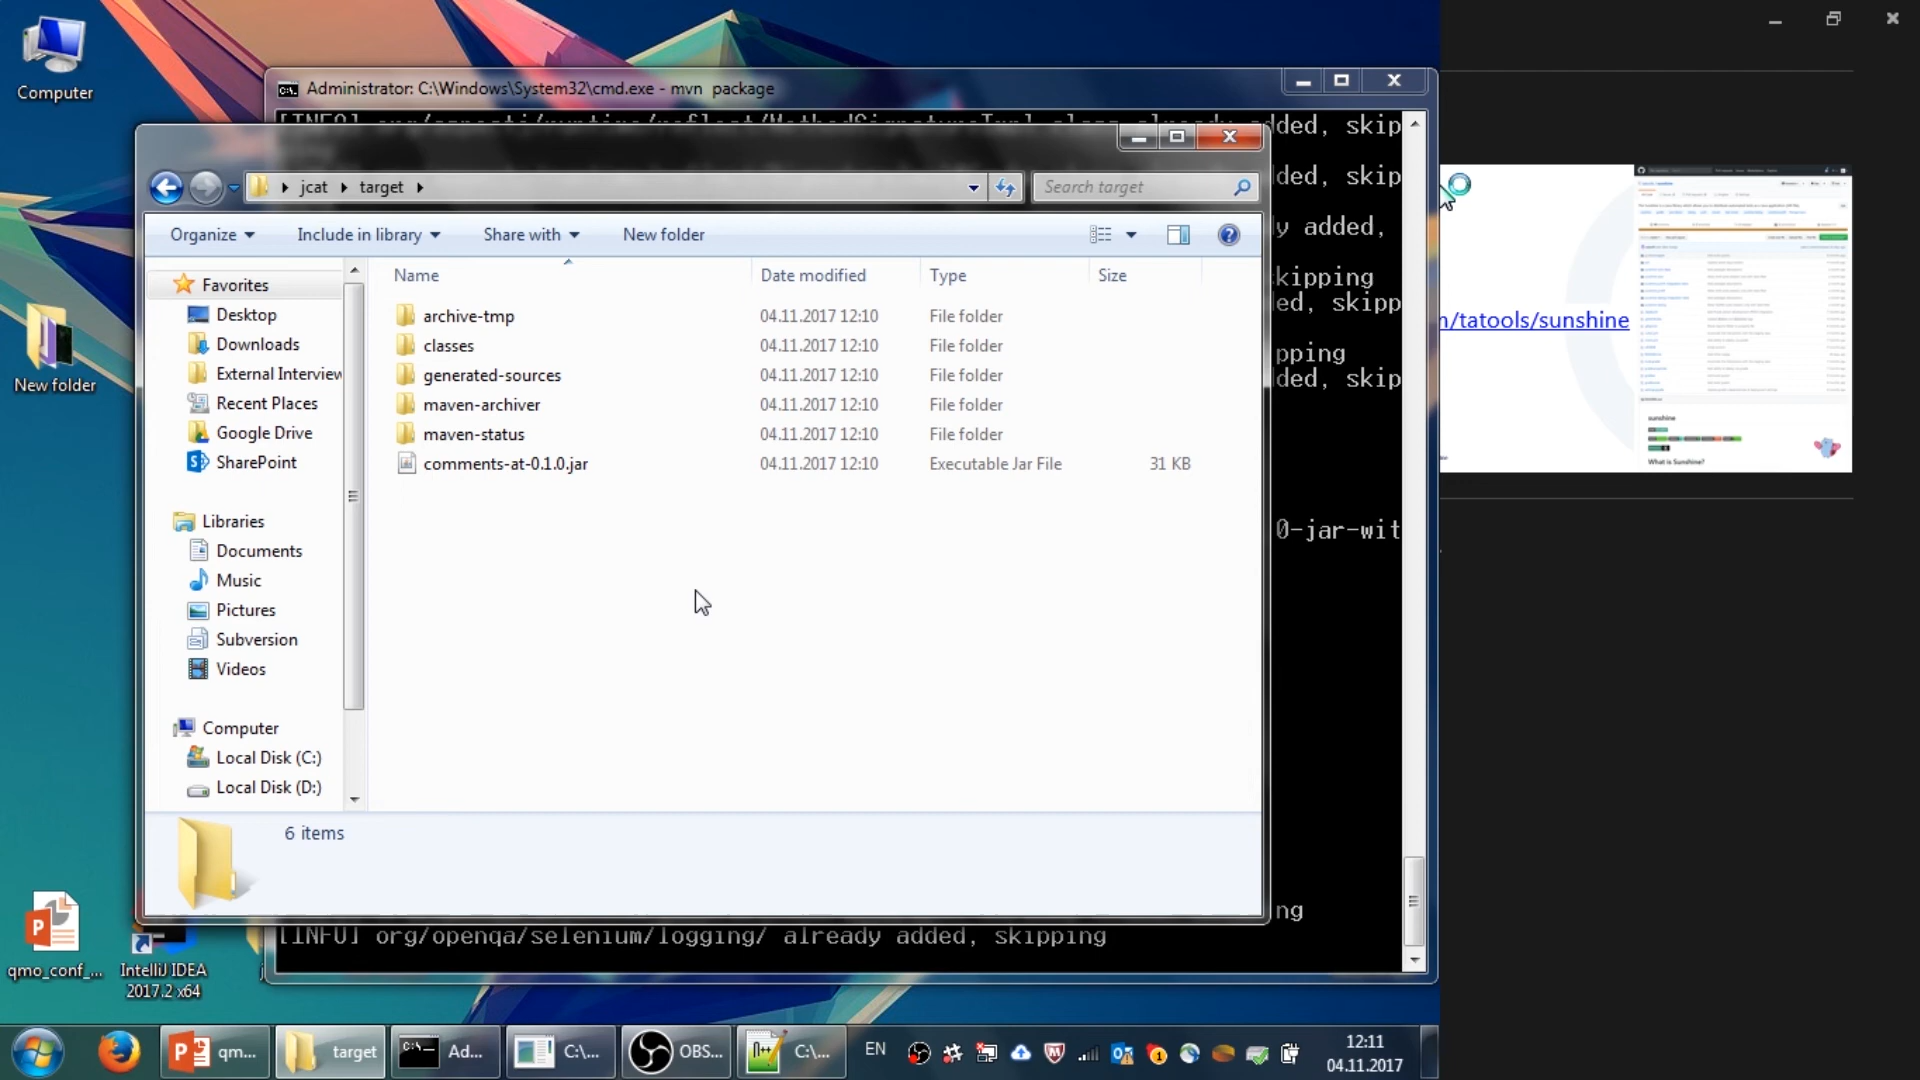 Computer
New folder
qmo_conf_...
IntelliJ IDEA
2017.2 x64
Administrator: C:\Windows\System32\cmd.exe - mvn package
dded, skip
ded, skip
y added,
kipping
ed, skipp
pping
ded, skip
0-jar-wit
ng
[INFO] org/openqa/selenium/logging/ already added, skipping
jcat target
Search target
Organize
Include in library
Share with
New folder
Name
Date modified
Type
Size
archive-tmp 04.11.2017 12:10 File folder
classes 04.11.2017 12:10 File folder
generated-sources 04.11.2017 12:10 File folder
maven-archiver 04.11.2017 12:10 File folder
maven-status 04.11.2017 12:10 File folder
comments-at-0.1.0.jar 04.11.2017 12:10 Executable Jar File 31 KB
Favorites
Desktop
Downloads
External Interview
Recent Places
Google Drive
SharePoint
Libraries
Documents
Music
Pictures
Subversion
Videos
Computer
Local Disk (C:)
Local Disk (D:)
6 items
/tatools/sunshine
sunshine
What is Sunshine?
qm...
target
Ad...
C:\...
OBS...
C:\...
EN
12:11
04.11.2017